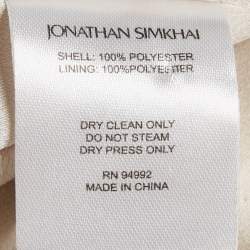 JONATHAN SIMKHAI
SHELL: 100% POLYESTER
LINING: 100%POLYESTER
DRY CLEAN ONLY
DO NOT STEAM
DRY PRESS ONLY
RN 94992
MADE IN CHINA